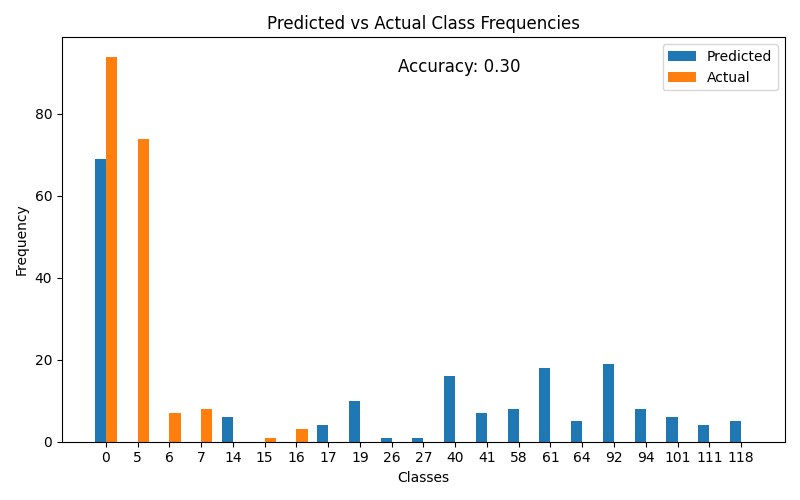 Predicted vs Actual Class Frequencies
Accuracy: 0.30
Predicted
Actual
Frequency
80
60
40
20
0
0 5 6 7 14 15 16 17 19 26 27 40 41 58 61 64 92 94 101 111 118
Classes